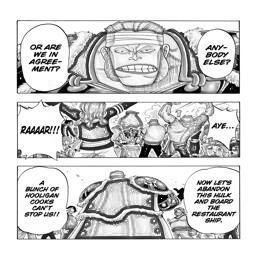 ANY-
BODY
ELSE?
OR ARE
WE IN
AGREE-
MENT?
AYE...
RAAAAR!!!
NOW LET'S
ABANDON
THIS HULK
AND BOARD
THE
RESTAURANT
SHIP.
A BUNCH OF
HOOLIGAN
COOKS
CAN'T
STOP US!!